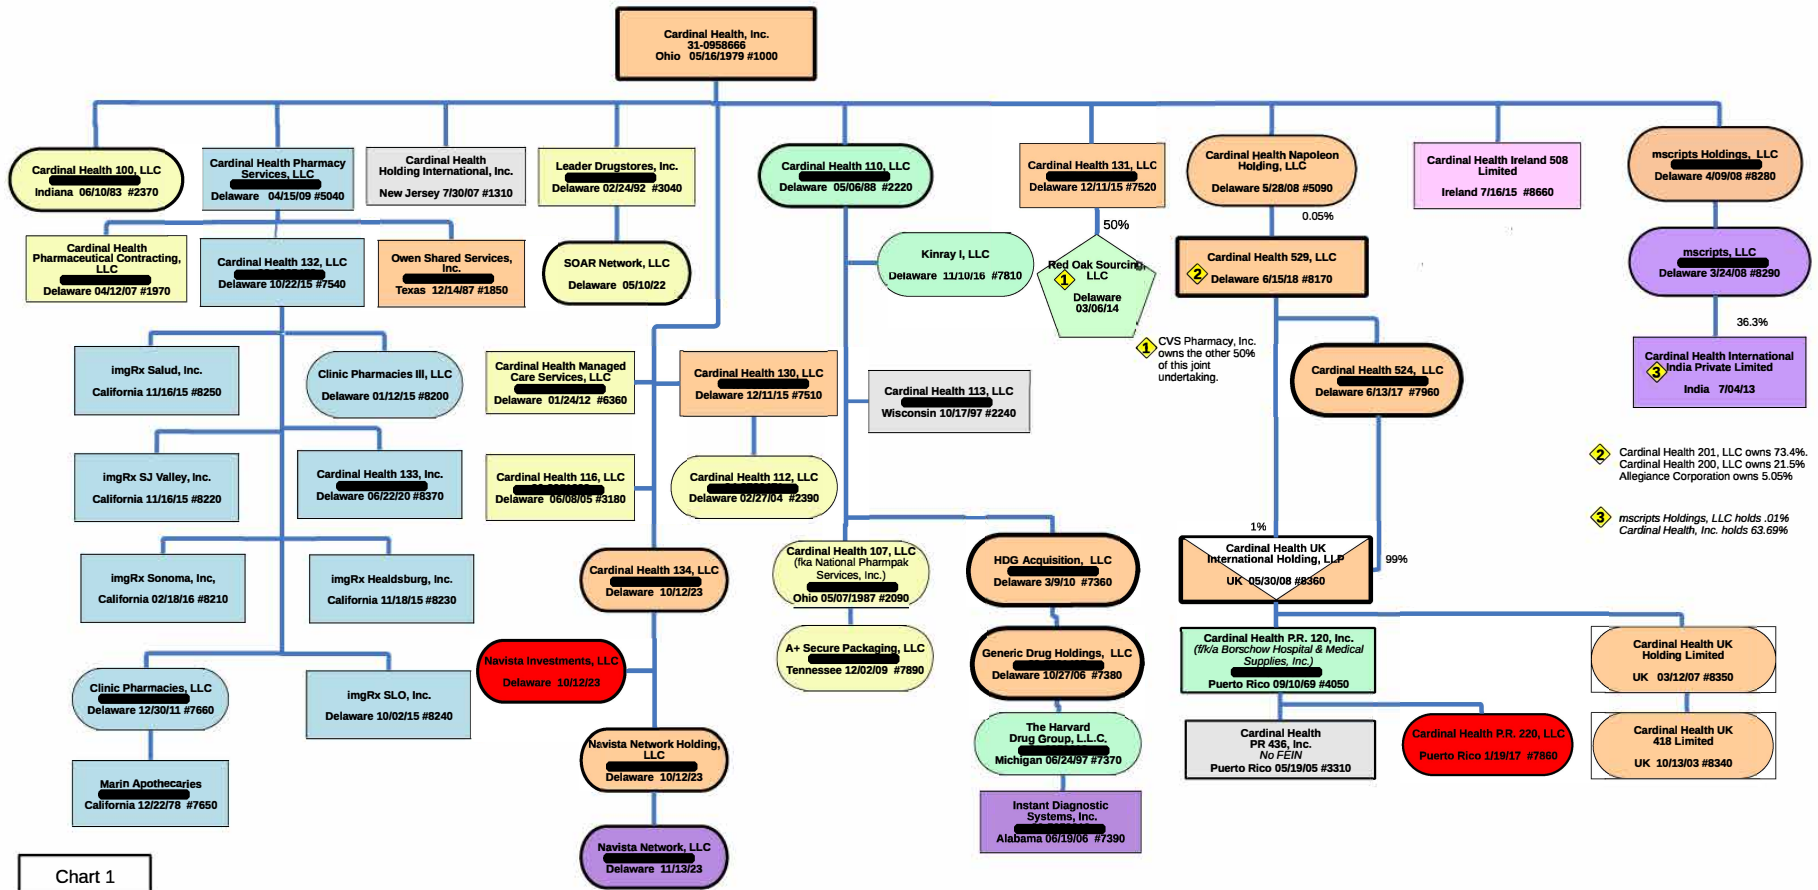 Cardinal Health, Inc.
31-0958666
Ohio 05/16/1979 #1000
Cardinal Health 100, LLC
Indiana 06/10/83 #2370
Cardinal Health Pharmacy
Services, LLC
Delaware 04/15/09 #5040
Cardinal Health
Holding International, Inc.
New Jersey 7/30/07 #1310
Leader Drugstores, Inc.
Delaware 02/24/92 #3040
Cardinal Health 110, LLC
Delaware 05/06/88 #2220
Cardinal Health 131, LLC
Delaware 12/11/15 #7520
Cardinal Health Napoleon
Holding, LLC
Delaware 5/28/08 #5090
Cardinal Health Ireland 508
Limited
Ireland 7/16/15 #8660
mscripts Holdings, LLC
Delaware 4/09/08 #8280
50%
0.05%
Cardinal Health
Pharmaceutical Contracting,
LLC
Delaware 04/12/07 #1970
Cardinal Health 132, LLC
Delaware 10/22/15 #7540
Owen Shared Services,
Inc.
Texas 12/14/87 #1850
SOAR Network, LLC
Delaware 05/10/22
Kinray I, LLC
Delaware 11/10/16 #7810
Red Oak Sourcing,
LLC
1
Delaware
03/06/14
Cardinal Health 529, LLC
2
Delaware 6/15/18 #8170
mscripts, LLC
Delaware 3/24/08 #8290
36.3%
1
CVS Pharmacy, Inc.
owns the other 50%
of this joint
undertaking.
imgRx Salud, Inc.
California 11/16/15 #8250
Clinic Pharmacies III, LLC
Delaware 01/12/15 #8200
Cardinal Health Managed
Care Services, LLC
Delaware 01/24/12 #6360
Cardinal Health 130, LLC
Delaware 12/11/15 #7510
Cardinal Health 113, LLC
Wisconsin 10/17/97 #2240
Cardinal Health 524, LLC
Delaware 6/13/17 #7960
Cardinal Health International
India Private Limited
3
India 7/04/13
imgRx SJ Valley, Inc.
California 11/16/15 #8220
Cardinal Health 133, Inc.
Delaware 06/22/20 #8370
Cardinal Health 116, LLC
Delaware 06/08/05 #3180
Cardinal Health 112, LLC
Delaware 02/27/04 #2390
2
Cardinal Health 201, LLC owns 73.4%.
Cardinal Health 200, LLC owns 21.5%.
Allegiance Corporation owns 5.05%
3
mscripts Holdings, LLC holds .01%
Cardinal Health, Inc. holds 63.69%
1%
99%
imgRx Sonoma, Inc,
California 02/18/16 #8210
imgRx Healdsburg, Inc.
California 11/18/15 #8230
Cardinal Health 134, LLC
Delaware 10/12/23
Cardinal Health 107, LLC
(fka National Pharmpak
Services, Inc.)
Ohio 05/07/1987 #2090
HDG Acquisition, LLC
Delaware 3/9/10 #7360
Cardinal Health UK
International Holding, LLP
UK 05/30/08 #8360
Clinic Pharmacies, LLC
Delaware 12/30/11 #7660
imgRx SLO, Inc.
Delaware 10/02/15 #8240
Navista Investments, LLC
Delaware 10/12/23
A+ Secure Packaging, LLC
Tennessee 12/02/09 #7890
Generic Drug Holdings, LLC
Delaware 10/27/06 #7380
Cardinal Health P.R. 120, Inc.
(f/k/a Borschow Hospital & Medical
Supplies, Inc.)
Puerto Rico 09/10/69 #4050
Cardinal Health UK
Holding Limited
UK 03/12/07 #8350
Marin Apothecaries
California 12/22/78 #7650
Navista Network Holding,
LLC
Delaware 10/12/23
The Harvard
Drug Group, L.L.C.
Michigan 06/24/97 #7370
Cardinal Health
PR 436, Inc.
No FEIN
Puerto Rico 05/19/05 #3310
Cardinal Health P.R. 220, LLC
Puerto Rico 1/19/17 #7860
Cardinal Health UK
418 Limited
UK 10/13/03 #8340
Navista Network, LLC
Delaware 11/13/23
Instant Diagnostic
Systems, Inc.
Alabama 06/19/06 #7390
Chart 1